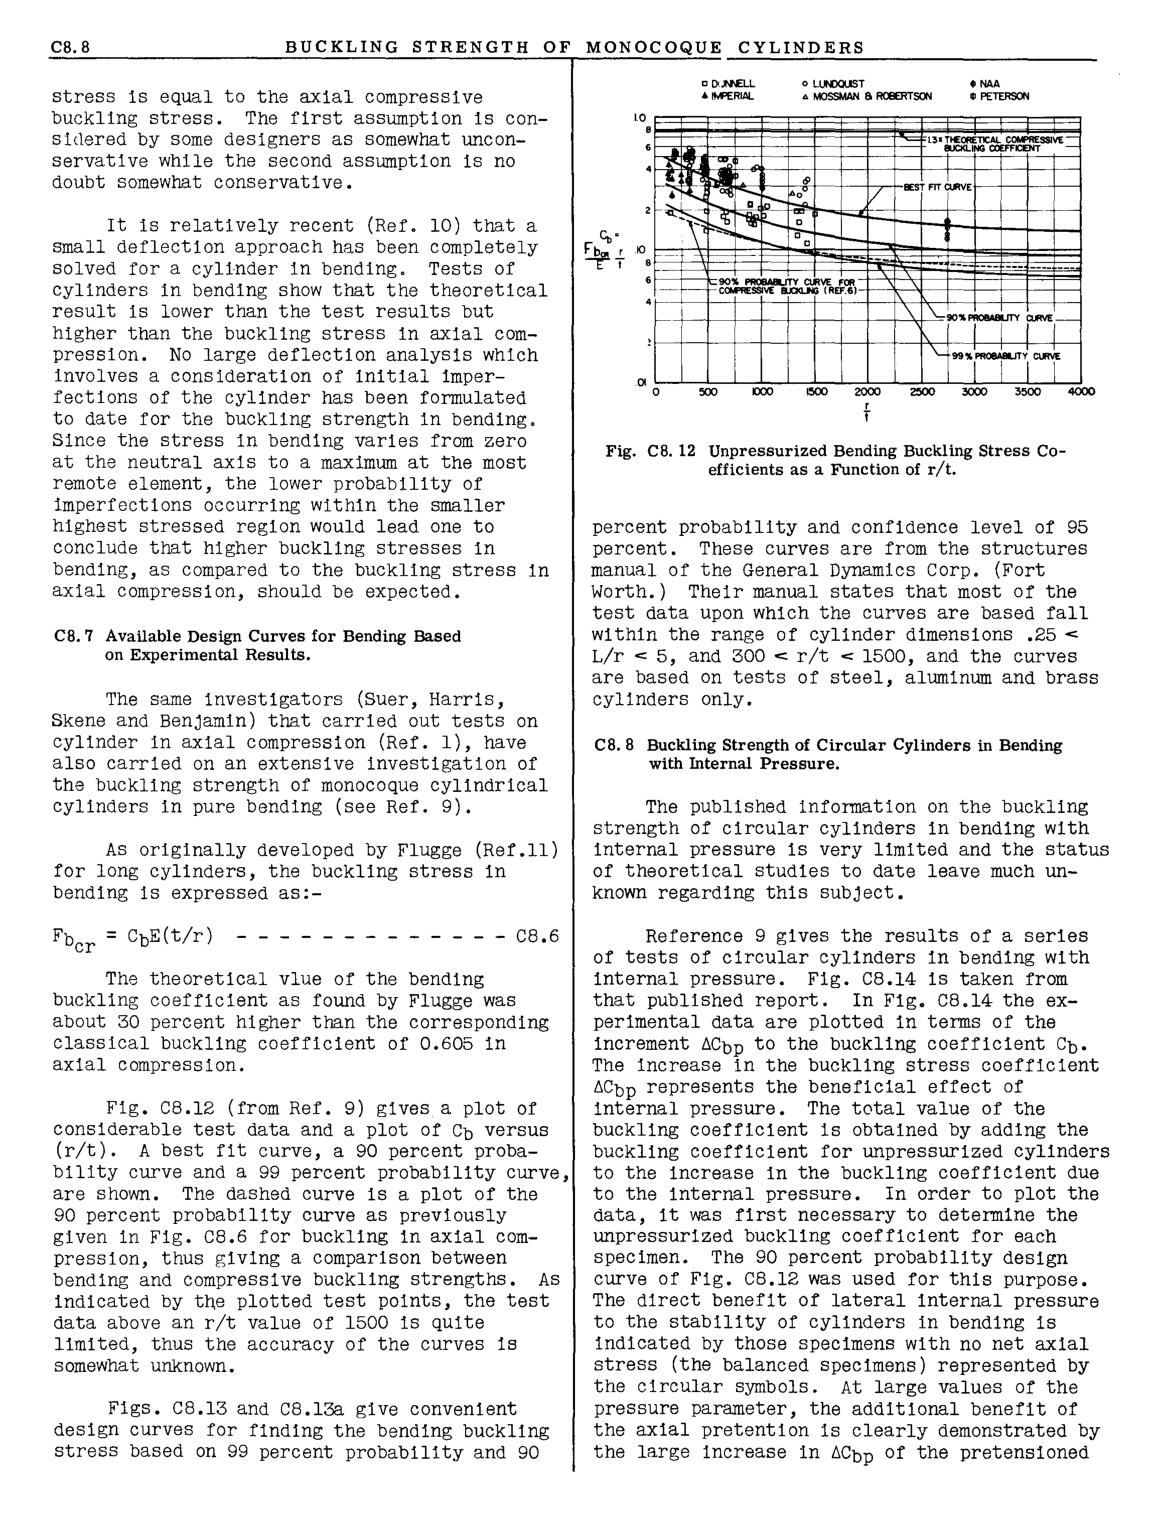 C8.8 BUCKLING STRENGTH OF MONOCOQUE CYLINDERS
stress is equal to the axial compressive
buckling stress. The first assumption is con-
sidered by some designers as somewhat uncon-
servative while the second assumption is no
doubt somewhat conservative.
It is relatively recent (Ref. 10) that a
small deflection approach has been completely
solved for a cylinder in bending. Tests of
cylinders in bending show that the theoretical
result is lower than the test results but
higher than the buckling stress in axial com-
pression. No large deflection analysis which
involves a consideration of initial imper-
fections of the cylinder has been formulated
to date for the buckling strength in bending.
Since the stress in bending varies from zero
at the neutral axis to a maximum at the most
remote element, the lower probability of
imperfections occurring within the smaller
highest stressed region would lead one to
conclude that higher buckling stresses in
bending, as compared to the buckling stress in
axial compression, should be expected.
C8.7 Available Design Curves for Bending Based
on Experimental Results.
The same investigators (Suer, Harris,
Skene and Benjamin) that carried out tests on
cylinder in axial compression (Ref. 1), have
also carried on an extensive investigation of
the buckling strength of monocoque cylindrical
cylinders in pure bending (see Ref. 9).
As originally developed by Flugge (Ref.11)
for long cylinders, the buckling stress in
bending is expressed as:-
Fbcr = CbE(t/r) - - - - - - - - - - - - - C8.6
The theoretical vlue of the bending
buckling coefficient as found by Flugge was
about 30 percent higher than the corresponding
classical buckling coefficient of 0.605 in
axial compression.
Fig. C8.12 (from Ref. 9) gives a plot of
considerable test data and a plot of Cb versus
(r/t). A best fit curve, a 90 percent proba-
bility curve and a 99 percent probability curve,
are shown. The dashed curve is a plot of the
90 percent probability curve as previously
given in Fig. C8.6 for buckling in axial com-
pression, thus giving a comparison between
bending and compressive buckling strengths. As
indicated by the plotted test points, the test
data above an r/t value of 1500 is quite
limited, thus the accuracy of the curves is
somewhat unknown.
Figs. C8.13 and C8.13a give convenient
design curves for finding the bending buckling
stress based on 99 percent probability and 90
DUNNELL LUNDQUIST NAA
IMPERIAL MOSSMAN & ROBERTSON PETERSON
1.0
8
6
4
2
.10
8
6
4
2
.01
1.3 x THEORETICAL COMPRESSIVE
BUCKLING COEFFICIENT
BEST FIT CURVE
Cb =
Fbcr r
E t
90% PROBABILITY CURVE FOR
COMPRESSIVE BUCKLING (REF.6)
90% PROBABILITY CURVE
99% PROBABILITY CURVE
0 500 1000 1500 2000 2500 3000 3500 4000
r
t
Fig. C8.12 Unpressurized Bending Buckling Stress Co-
efficients as a Function of r/t.
percent probability and confidence level of 95
percent. These curves are from the structures
manual of the General Dynamics Corp. (Fort
Worth.) Their manual states that most of the
test data upon which the curves are based fall
within the range of cylinder dimensions .25 <
L/r < 5, and 300 < r/t < 1500, and the curves
are based on tests of steel, aluminum and brass
cylinders only.
C8.8 Buckling Strength of Circular Cylinders in Bending
with Internal Pressure.
The published information on the buckling
strength of circular cylinders in bending with
internal pressure is very limited and the status
of theoretical studies to date leave much un-
known regarding this subject.
Reference 9 gives the results of a series
of tests of circular cylinders in bending with
internal pressure. Fig. C8.14 is taken from
that published report. In Fig. C8.14 the ex-
perimental data are plotted in terms of the
increment ΔCbp to the buckling coefficient Cb.
The increase in the buckling stress coefficient
ΔCbp represents the beneficial effect of
internal pressure. The total value of the
buckling coefficient is obtained by adding the
buckling coefficient for unpressurized cylinders
to the increase in the buckling coefficient due
to the internal pressure. In order to plot the
data, it was first necessary to determine the
unpressurized buckling coefficient for each
specimen. The 90 percent probability design
curve of Fig. C8.12 was used for this purpose.
The direct benefit of lateral internal pressure
to the stability of cylinders in bending is
indicated by those specimens with no net axial
stress (the balanced specimens) represented by
the circular symbols. At large values of the
pressure parameter, the additional benefit of
the axial pretention is clearly demonstrated by
the large increase in ΔCbp of the pretensioned